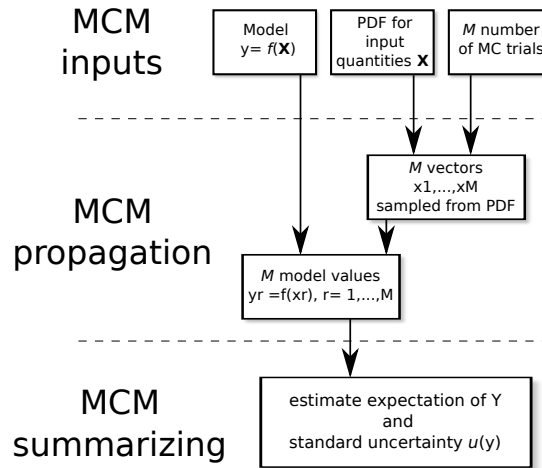 MCM
inputs
Model
y= f(X)
PDF for
input
quantities X
M number
of MC trials
MCM
propagation
M vectors
x1,...,xM
sampled from PDF
M model values
yr =f(xr), r= 1,...,M
MCM
summarizing
estimate expectation of Y
and
standard uncertainty u(y)